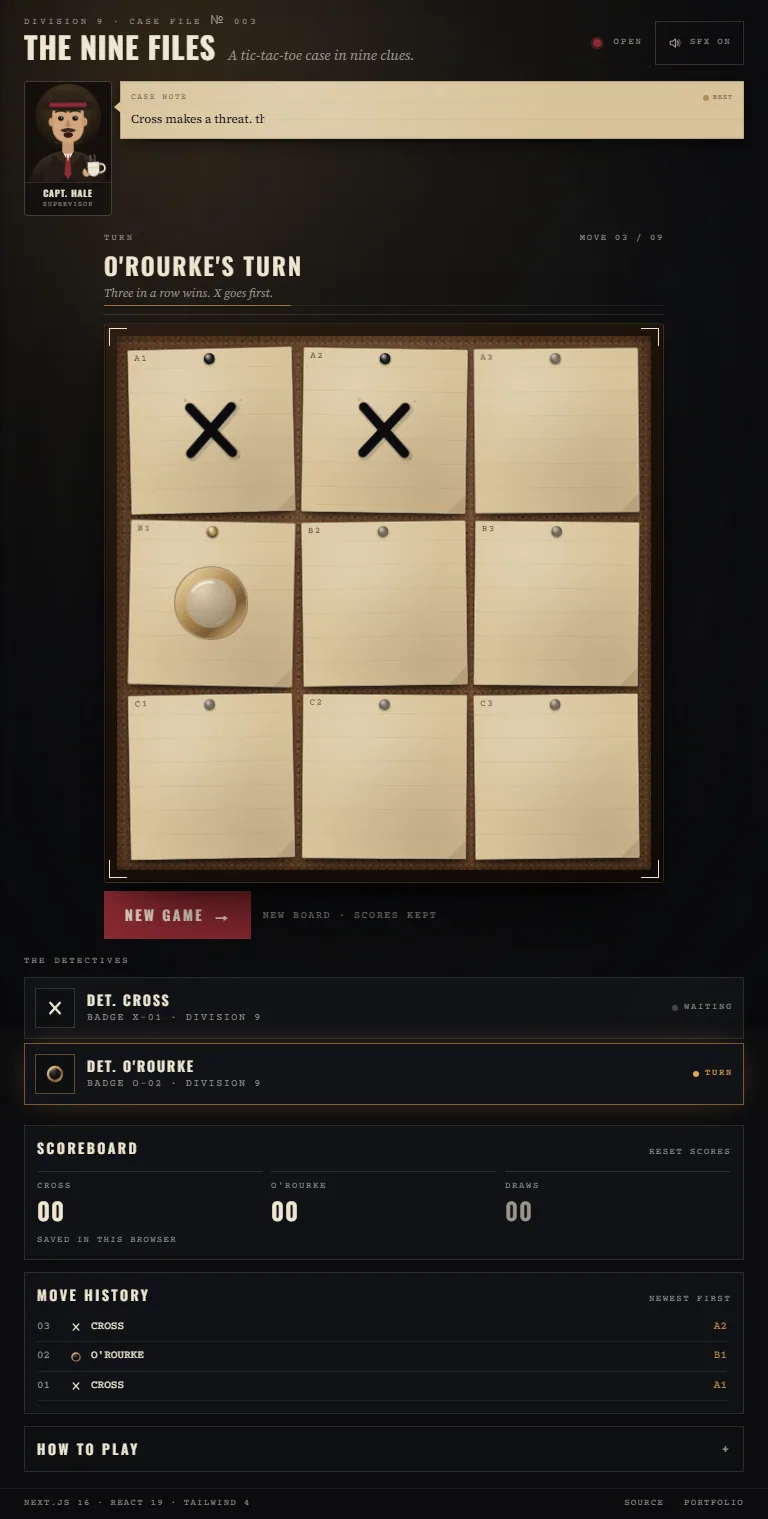 DIVISION 9 · CASE FILE № 003
THE NINE FILES
A tic-tac-toe case in nine clues.
OPEN
SFX ON
CASE NOTE
BEST
Cross makes a threat. th
CAPT. HALE
SUPERVISOR
TURN
MOVE 03 / 09
O'ROURKE'S TURN
Three in a row wins. X goes first.
A1
A2
A3
B1
B2
B3
C1
C2
C3
NEW GAME →
NEW BOARD · SCORES KEPT
THE DETECTIVES
DET. CROSS
BADGE X-01 · DIVISION 9
WAITING
DET. O'ROURKE
BADGE O-02 · DIVISION 9
TURN
SCOREBOARD
RESET SCORES
CROSS
O'ROURKE
DRAWS
00
00
00
SAVED IN THIS BROWSER
MOVE HISTORY
NEWEST FIRST
03 CROSS A2
02 O'ROURKE B1
01 CROSS A1
HOW TO PLAY +
NEXT.JS 16 · REACT 19 · TAILWIND 4
SOURCE PORTFOLIO